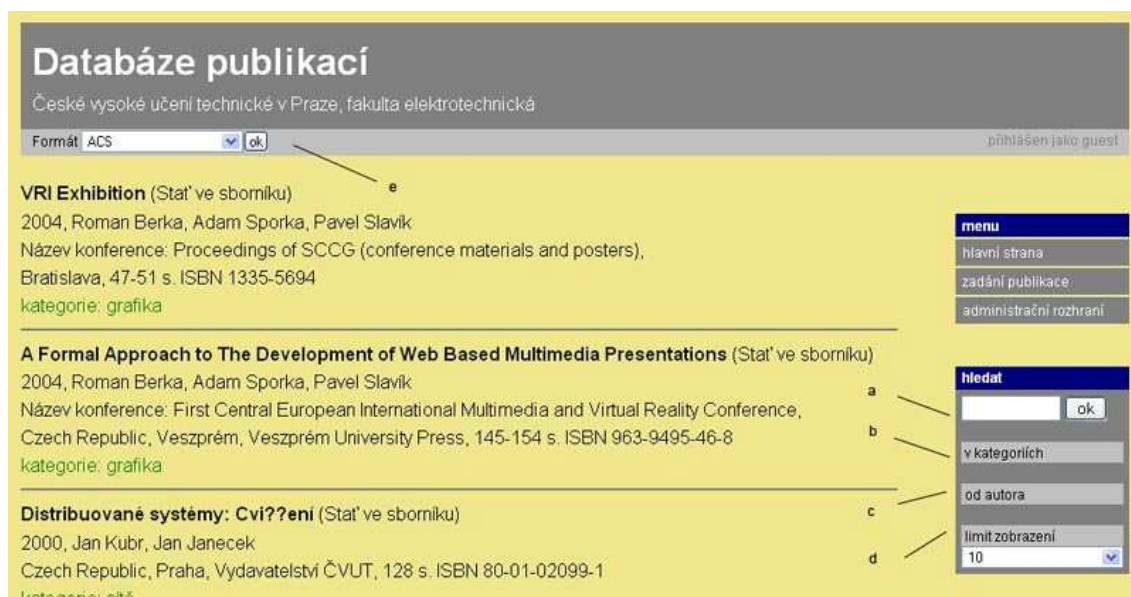 Databáze publikací
České vysoké učení technické v Praze, fakulta elektrotechnická
Formát ACS ok
přihlášen jako guest
e
VRI Exhibition (Stať ve sborníku)
2004, Roman Berka, Adam Sporka, Pavel Slavík
Název konference: Proceedings of SCCG (conference materials and posters),
Bratislava, 47-51 s. ISBN 1335-5694
kategorie: grafika
A Formal Approach to The Development of Web Based Multimedia Presentations (Stať ve sborníku)
2004, Roman Berka, Adam Sporka, Pavel Slavík
Název konference: First Central European International Multimedia and Virtual Reality Conference,
Czech Republic, Veszprém, Veszprém University Press, 145-154 s. ISBN 963-9495-46-8
kategorie: grafika
Distribuované systémy: Cvi??ení (Stať ve sborníku)
2000, Jan Kubr, Jan Janecek
Czech Republic, Praha, Vydavatelství ČVUT, 128 s. ISBN 80-01-02099-1
kategorie: sítě
menu
hlavní strana
zadání publikace
administrační rozhraní
hledat
a
ok
b
v kategoriích
c
od autora
d
limit zobrazení
10